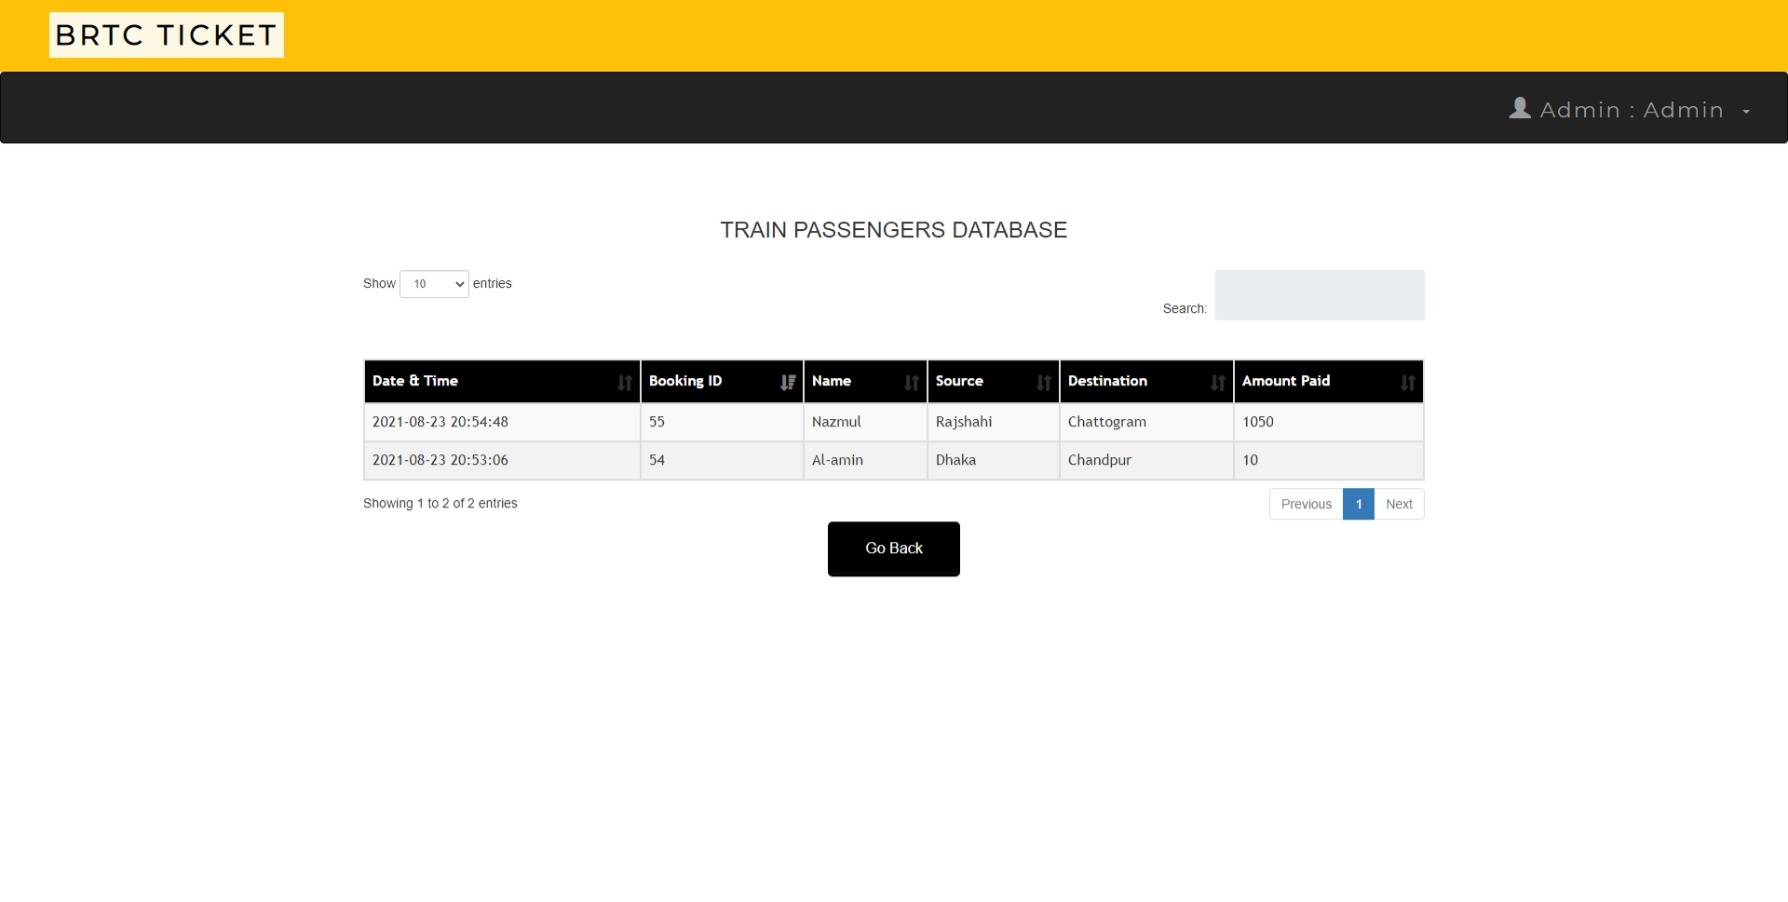 BRTC TICKET
Admin : Admin
TRAIN PASSENGERS DATABASE
Show 10 entries
Search:
Date & Time Booking ID Name Source Destination Amount Paid
2021-08-23 20:54:48 55 Nazmul Rajshahi Chattogram 1050
2021-08-23 20:53:06 54 Al-amin Dhaka Chandpur 10
Showing 1 to 2 of 2 entries Previous 1 Next
Go Back